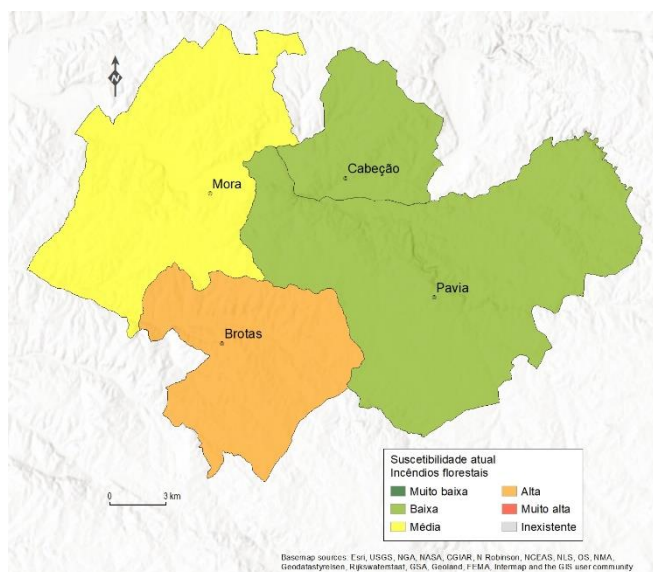 N
Cabeção
Mora
Pavia
Brotas
Suscetibilidade atual
Incêndios florestais
Muito baixa
Alta
Baixa
Muito alta
Média
Inexistente
0 3 km
Basemap sources: Esri, USGS, NGA, NASA, CGIAR, N Robinson, NCEAS, NLS, OS, NMA,
Geodatastyrelsen, Rijkswaterstaat, GSA, Geoland, FEMA, Intermap and the GIS user community